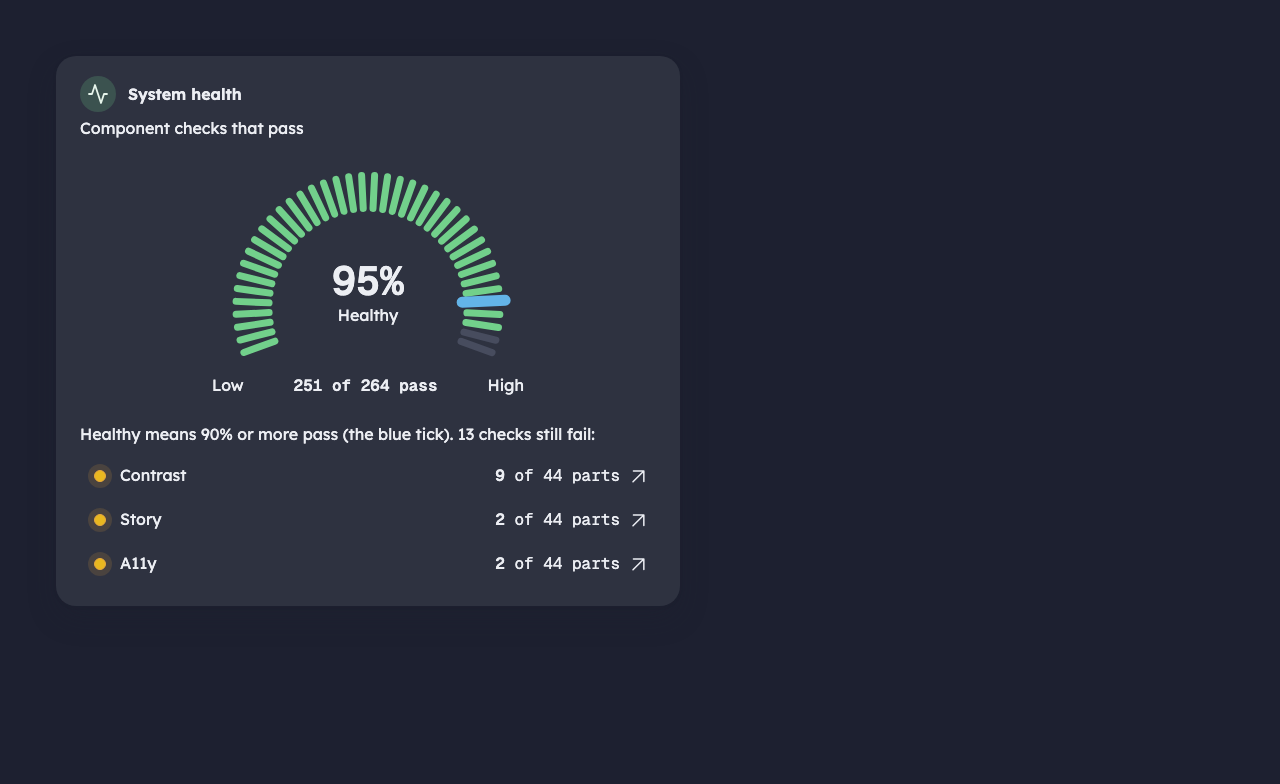 System health
Component checks that pass
95%
Healthy
Low 251 of 264 pass High
Healthy means 90% or more pass (the blue tick). 13 checks still fail:
Contrast 9 of 44 parts
Story 2 of 44 parts
A11y 2 of 44 parts